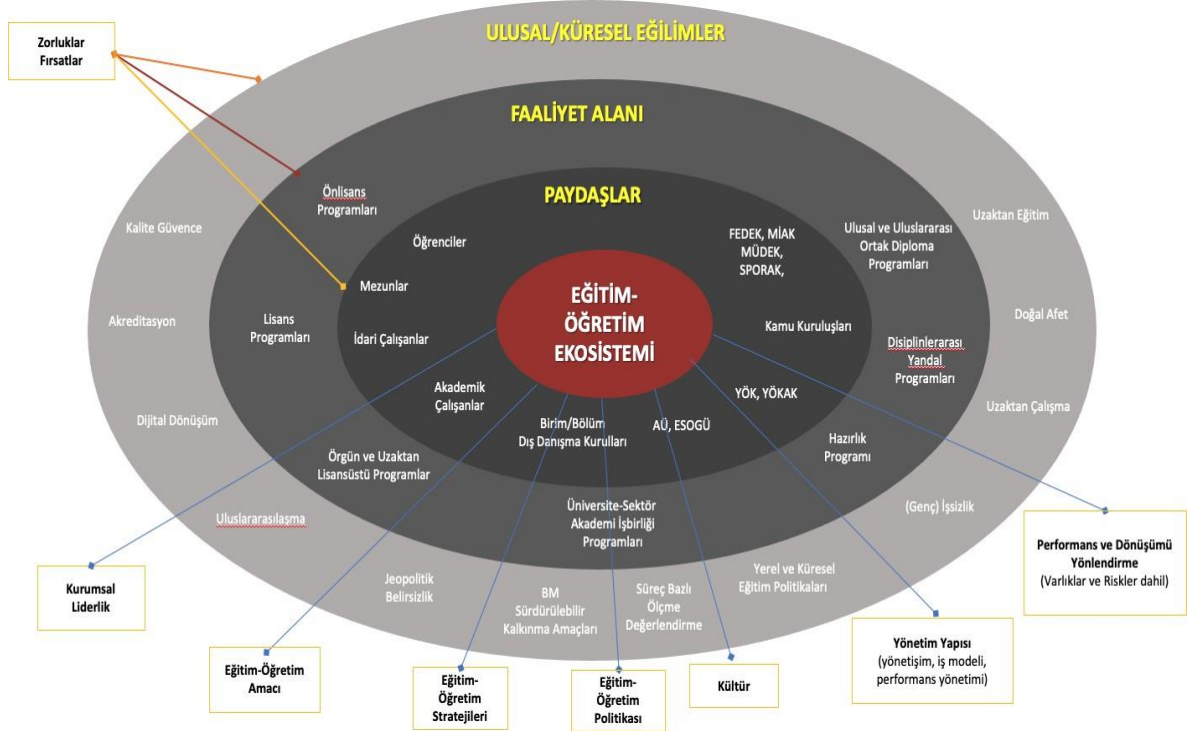 Zorluklar
Fırsatlar
ULUSAL/KÜRESEL EĞİLİMLER
FAALİYET ALANI
PAYDAŞLAR
EĞİTİM-
ÖĞRETİM
EKOSİSTEMİ
Öğrenciler
Mezunlar
İdari Çalışanlar
Akademik
Çalışanlar
Birim/Bölüm
Dış Danışma Kurulları
AÜ, ESOGÜ
YÖK, YÖKAK
Kamu Kuruluşları
FEDEK, MİAK
MÜDEK,
SPORAK,
Önlisans
Programları
Lisans
Programları
Örgün ve Uzaktan
Lisansüstü Programlar
Üniversite-Sektör
Akademi İşbirliği
Programları
Hazırlık
Programı
Disiplinlerarası
Yandal
Programları
Ulusal ve Uluslararası
Ortak Diploma
Programları
Kalite Güvence
Akreditasyon
Dijital Dönüşüm
Uluslararasılaşma
Jeopolitik
Belirsizlik
BM
Sürdürülebilir
Kalkınma Amaçları
Süreç Bazlı
Ölçme
Değerlendirme
Yerel ve Küresel
Eğitim Politikaları
(Genç) İşsizlik
Uzaktan Çalışma
Doğal Afet
Uzaktan Eğitim
Kurumsal
Liderlik
Eğitim-Öğretim
Amacı
Eğitim-
Öğretim
Stratejileri
Eğitim-
Öğretim
Politikası
Kültür
Yönetim Yapısı
(yönetişim, iş modeli,
performans yönetimi)
Performans ve Dönüşümü
Yönlendirme
(Varlıklar ve Riskler dahil)